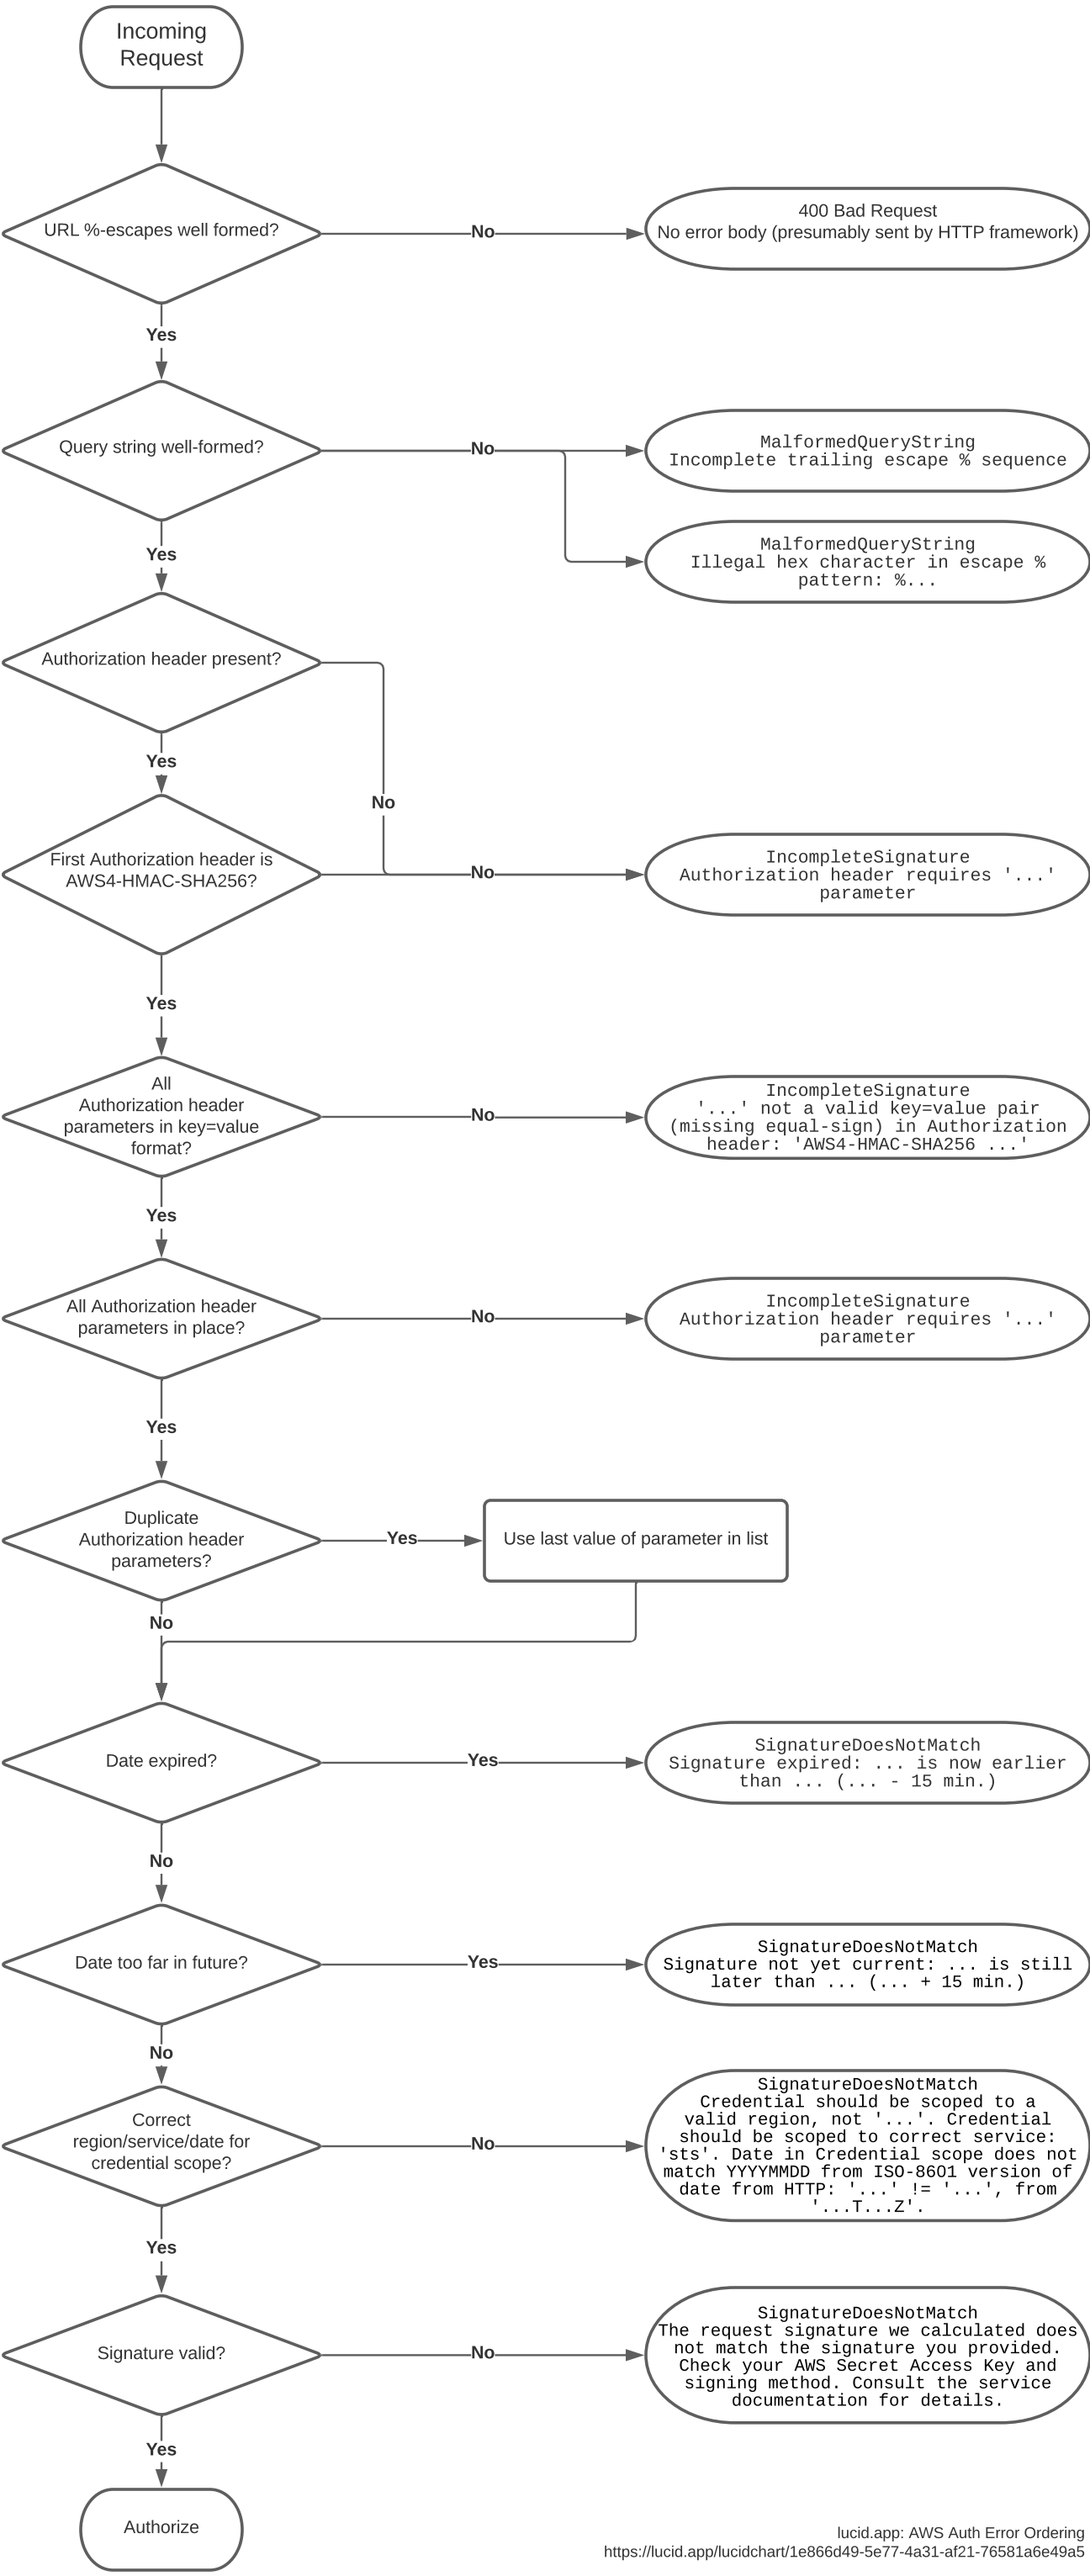 Incoming
Request
URL %-escapes well formed?
No
400 Bad Request
No error body (presumably sent by HTTP framework)
Yes
Query string well-formed?
No
MalformedQueryString
Incomplete trailing escape % sequence
MalformedQueryString
Illegal hex character in escape %
pattern: %...
Yes
Authorization header present?
Yes
No
First Authorization header is
AWS4-HMAC-SHA256?
No
IncompleteSignature
Authorization header requires '...'
parameter
Yes
All
Authorization header
parameters in key=value
format?
No
IncompleteSignature
'...' not a valid key=value pair
(missing equal-sign) in Authorization
header: 'AWS4-HMAC-SHA256 ...'
Yes
All Authorization header
parameters in place?
No
IncompleteSignature
Authorization header requires '...'
parameter
Yes
Duplicate
Authorization header
parameters?
Yes
Use last value of parameter in list
No
Date expired?
Yes
SignatureDoesNotMatch
Signature expired: ... is now earlier
than ... (... - 15 min.)
No
Date too far in future?
Yes
SignatureDoesNotMatch
Signature not yet current: ... is still
later than ... (... + 15 min.)
No
Correct
region/service/date for
credential scope?
No
SignatureDoesNotMatch
Credential should be scoped to a
valid region, not '...'. Credential
should be scoped to correct service:
'sts'. Date in Credential scope does not
match YYYYMMDD from ISO-8601 version of
date from HTTP: '...' != '...', from
'...T...Z'.
Yes
Signature valid?
No
SignatureDoesNotMatch
The request signature we calculated does
not match the signature you provided.
Check your AWS Secret Access Key and
signing method. Consult the service
documentation for details.
Yes
Authorize
lucid.app: AWS Auth Error Ordering
https://lucid.app/lucidchart/1e866d49-5e77-4a31-af21-76581a6e49a5